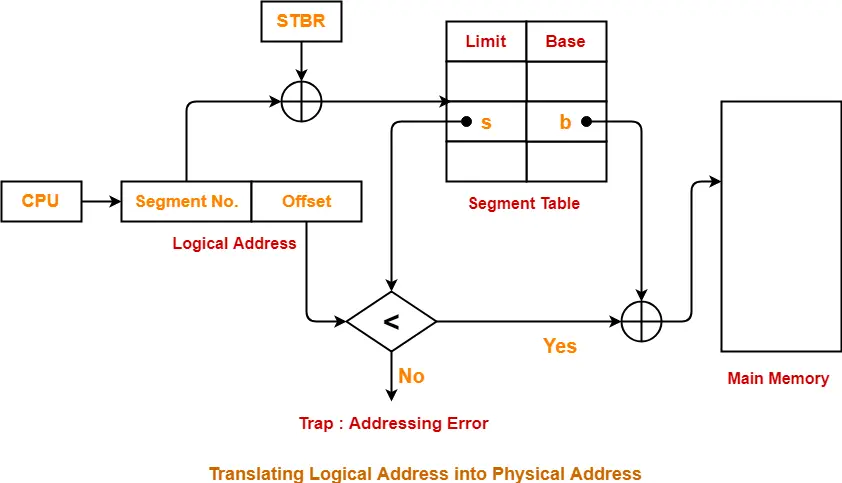 STBR
Limit
Base
s
b
CPU
Segment No.
Offset
Segment Table
Logical Address
<
Yes
No
Main Memory
Trap : Addressing Error
Translating Logical Address into Physical Address